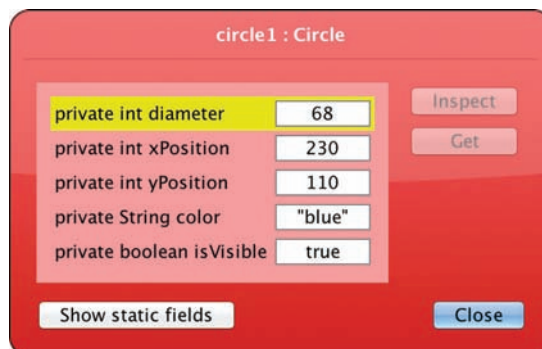 circle1 : Circle
private int diameter 68
private int xPosition 230
private int yPosition 110
private String color "blue"
private boolean isVisible true
Inspect
Get
Show static fields
Close